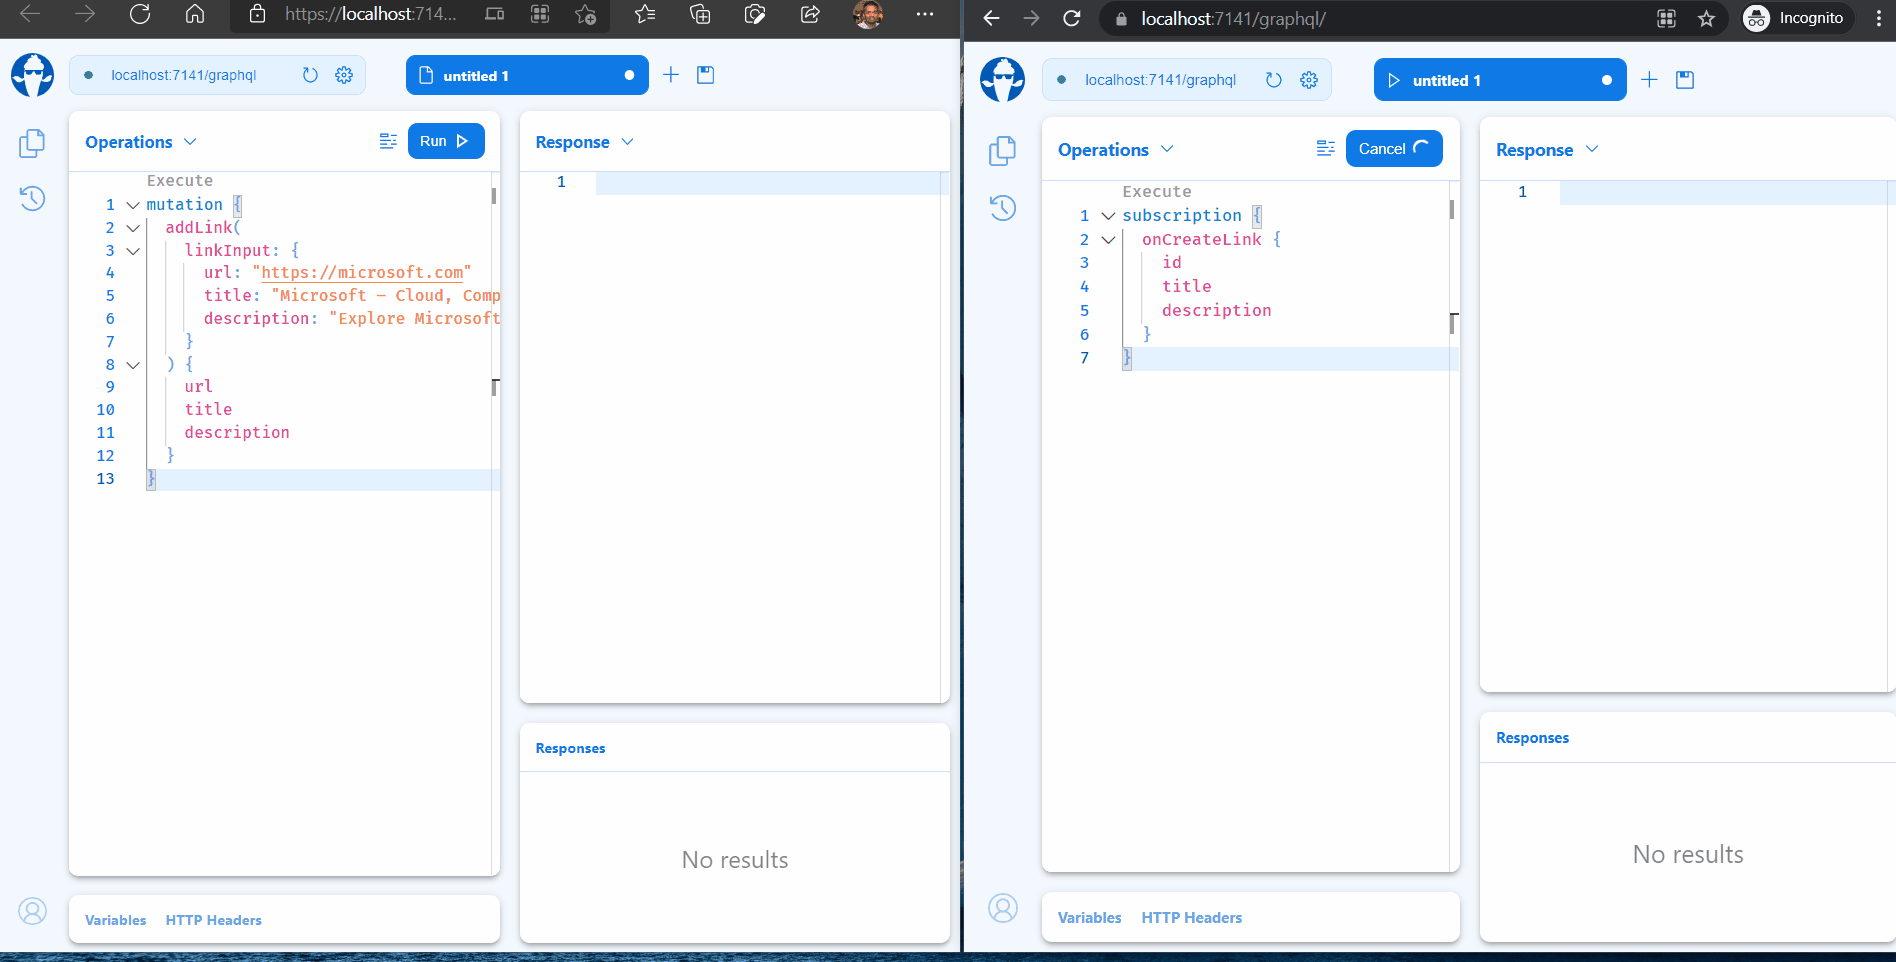 https://localhost:714...
localhost:7141/graphql
untitled 1
Operations
Run
Execute
1 mutation {
2 addLink(
3 linkInput: {
4 url: "https://microsoft.com"
5 title: "Microsoft – Cloud, Comp
6 description: "Explore Microsoft
7 }
8 ) {
9 url
10 title
11 description
12 }
13 }
Variables HTTP Headers
Response
1
Responses
No results
localhost:7141/graphql/
Incognito
localhost:7141/graphql
untitled 1
Operations
Cancel
Execute
1 subscription {
2 onCreateLink {
3 id
4 title
5 description
6 }
7 }
Variables HTTP Headers
Response
1
Responses
No results